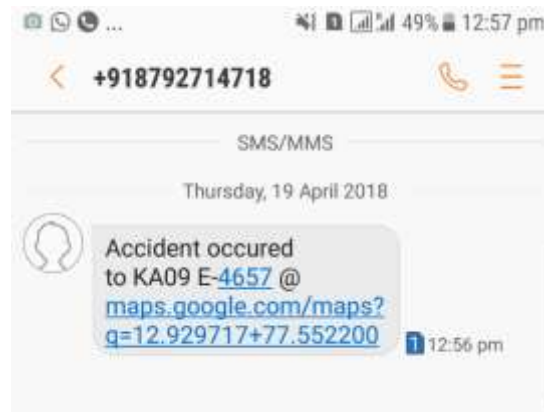 ... 49% 12:57 pm
+918792714718
SMS/MMS
Thursday, 19 April 2018
Accident occured
to KA09 E-4657 @
maps.google.com/maps?
q=12.929717+77.552200
1 12:56 pm